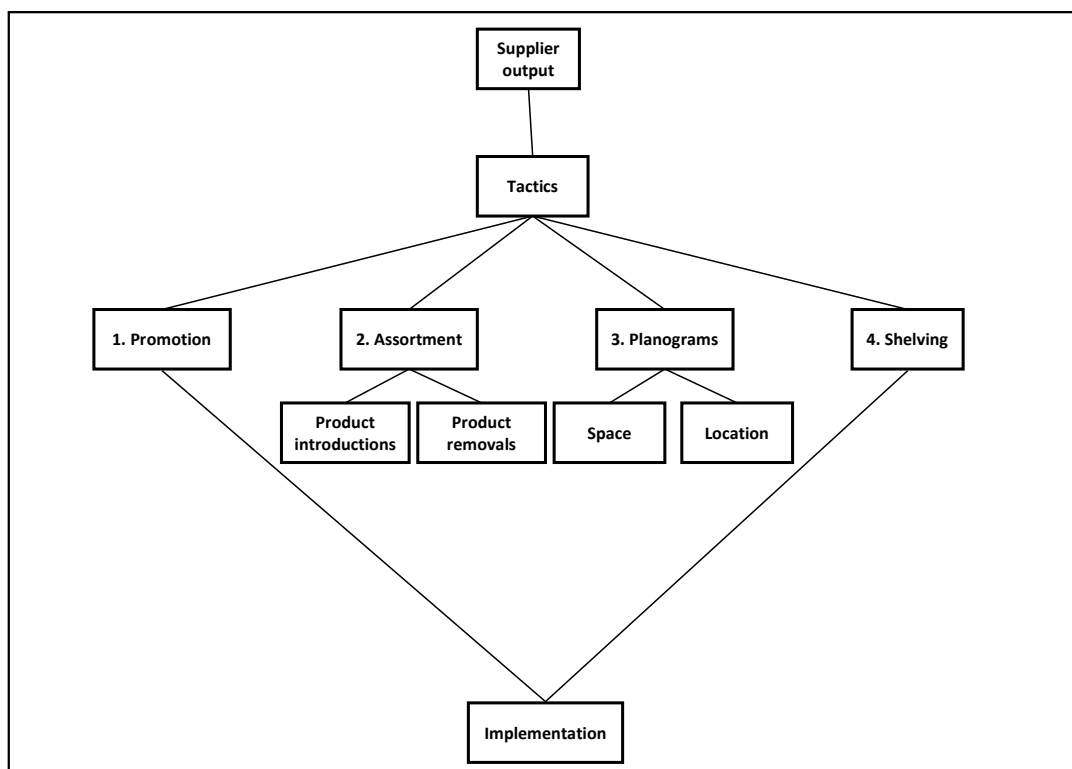 Supplier
output
Tactics
1. Promotion
2. Assortment
3. Planograms
4. Shelving
Product
introductions
Product
removals
Space
Location
Implementation